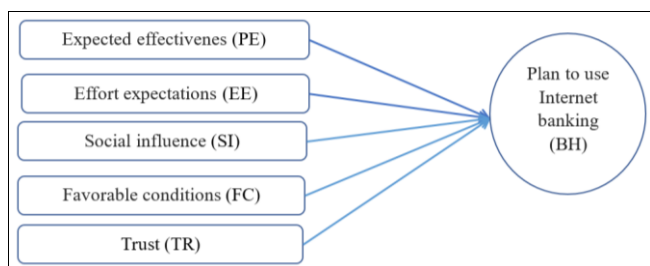 Expected effectivenes (PE)
Effort expectations (EE)
Social influence (SI)
Favorable conditions (FC)
Trust (TR)
Plan to use
Internet
banking
(BH)